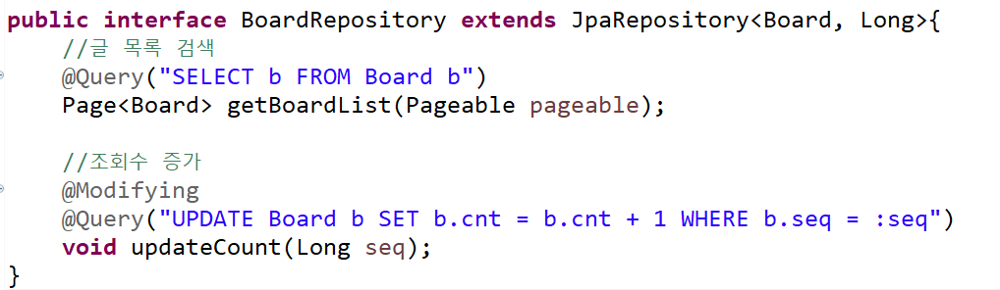 public interface BoardRepository extends JpaRepository<Board, Long>{
//글 목록 검색
@Query("SELECT b FROM Board b")
Page<Board> getBoardList(Pageable pageable);
//조회수 증가
@Modifying
@Query("UPDATE Board b SET b.cnt = b.cnt + 1 WHERE b.seq = :seq")
void updateCount(Long seq);
}